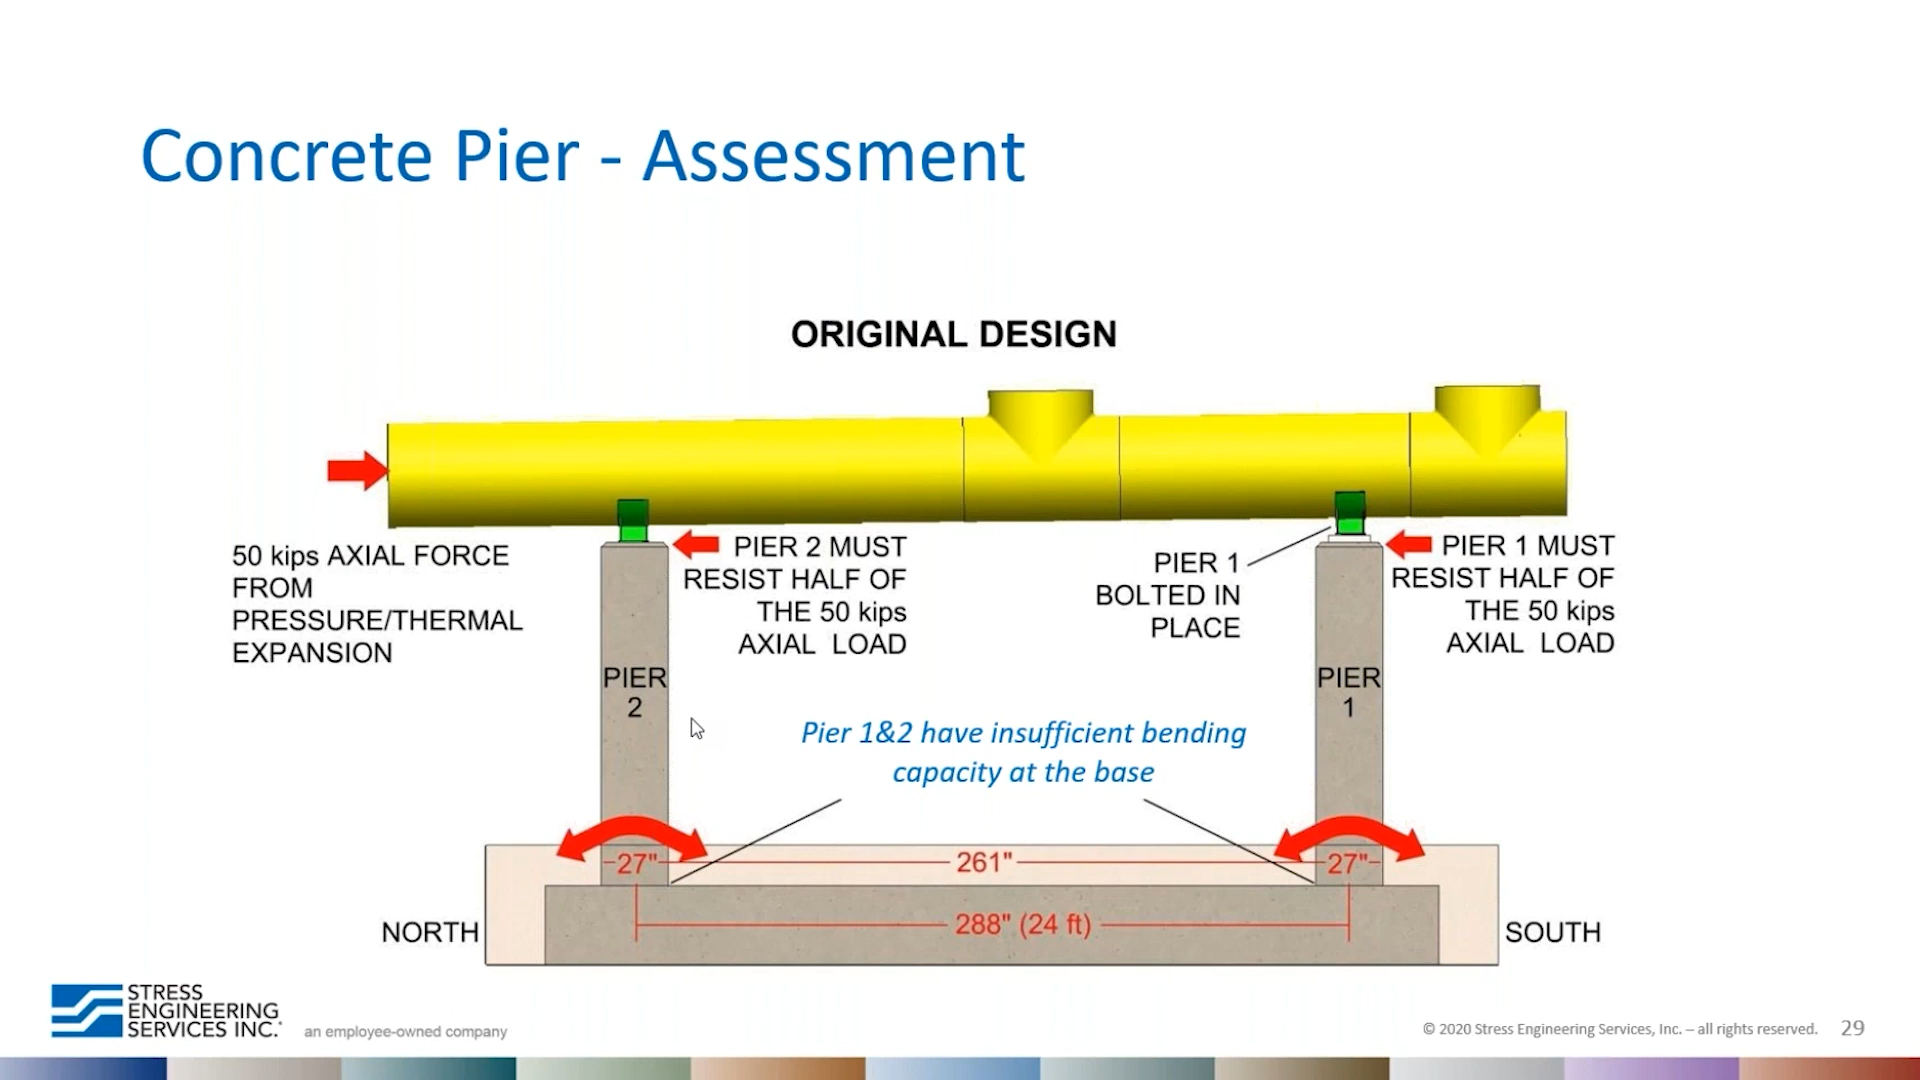 Concrete Pier - Assessment
ORIGINAL DESIGN
50 kips AXIAL FORCE
FROM
PRESSURE/THERMAL
EXPANSION
PIER 2 MUST
RESIST HALF OF
THE 50 kips
AXIAL LOAD
PIER 1
BOLTED IN
PLACE
PIER 1 MUST
RESIST HALF OF
THE 50 kips
AXIAL LOAD
PIER
2
PIER
1
Pier 1&2 have insufficient bending
capacity at the base
27"
261"
27"
288" (24 ft)
NORTH
SOUTH
STRESS
ENGINEERING
SERVICES INC.
an employee-owned company
© 2020 Stress Engineering Services, Inc. – all rights reserved.
29